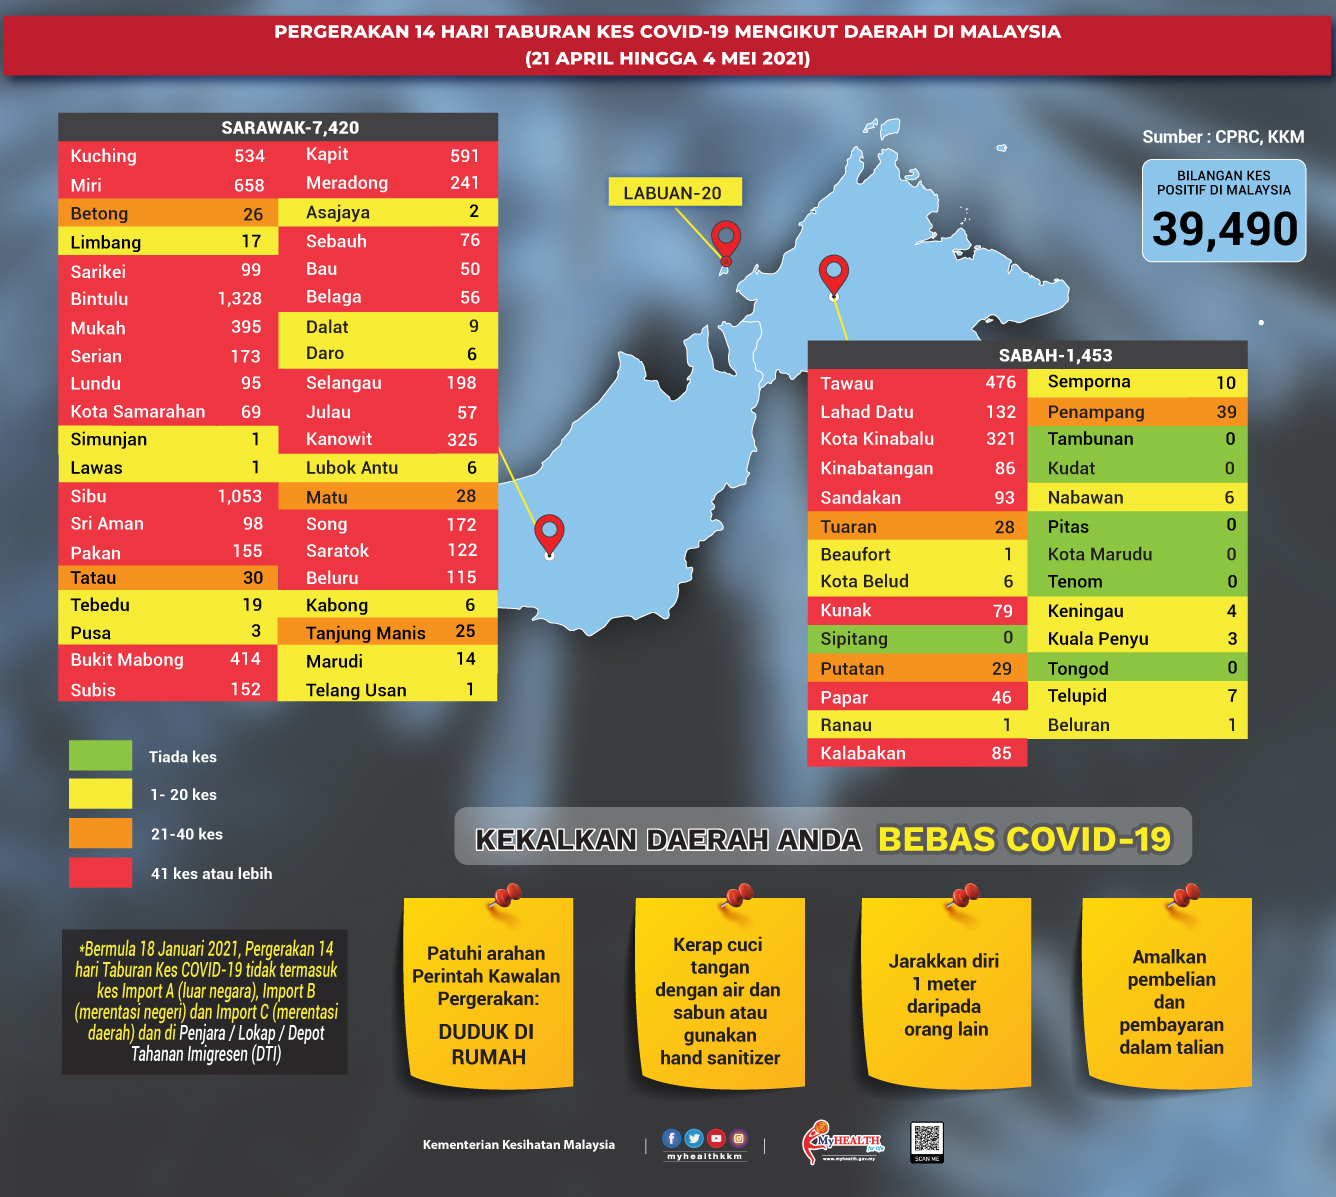 PERGERAKAN 14 HARI TABURAN KES COVID-19 MENGIKUT DAERAH DI MALAYSIA
(21 APRIL HINGGA 4 MEI 2021)
Sumber : CPRC, KKM
BILANGAN KES
POSITIF DI MALAYSIA
39,490
LABUAN-20
SARAWAK-7,420
Kuching 534
Miri 658
Betong 26
Limbang 17
Sarikei 99
Bintulu 1,328
Mukah 395
Serian 173
Lundu 95
Kota Samarahan 69
Simunjan 1
Lawas 1
Sibu 1,053
Sri Aman 98
Pakan 155
Tatau 30
Tebedu 19
Pusa 3
Bukit Mabong 414
Subis 152
Kapit 591
Meradong 241
Asajaya 2
Sebauh 76
Bau 50
Belaga 56
Dalat 9
Daro 6
Selangau 198
Julau 57
Kanowit 325
Lubok Antu 6
Matu 28
Song 172
Saratok 122
Beluru 115
Kabong 6
Tanjung Manis 25
Marudi 14
Telang Usan 1
SABAH-1,453
Tawau 476
Lahad Datu 132
Kota Kinabalu 321
Kinabatangan 86
Sandakan 93
Tuaran 28
Beaufort 1
Kota Belud 6
Kunak 79
Sipitang 0
Putatan 29
Papar 46
Ranau 1
Kalabakan 85
Semporna 10
Penampang 39
Tambunan 0
Kudat 0
Nabawan 6
Pitas 0
Kota Marudu 0
Tenom 0
Keningau 4
Kuala Penyu 3
Tongod 0
Telupid 7
Beluran 1
Tiada kes
1- 20 kes
21-40 kes
41 kes atau lebih
*Bermula 18 Januari 2021, Pergerakan 14
hari Taburan Kes COVID-19 tidak termasuk
kes Import A (luar negara), Import B
(merentasi negeri) dan Import C (merentasi
daerah) dan di Penjara / Lokap / Depot
Tahanan Imigresen (DTI)
KEKALKAN DAERAH ANDA BEBAS COVID-19
Patuhi arahan
Perintah Kawalan
Pergerakan:
DUDUK DI
RUMAH
Kerap cuci
tangan
dengan air dan
sabun atau
gunakan
hand sanitizer
Jarakkan diri
1 meter
daripada
orang lain
Amalkan
pembelian
dan
pembayaran
dalam talian
Kementerian Kesihatan Malaysia
myhealthkkm
MyHEALTH
for life
www.myhealth.gov.my
SCAN ME